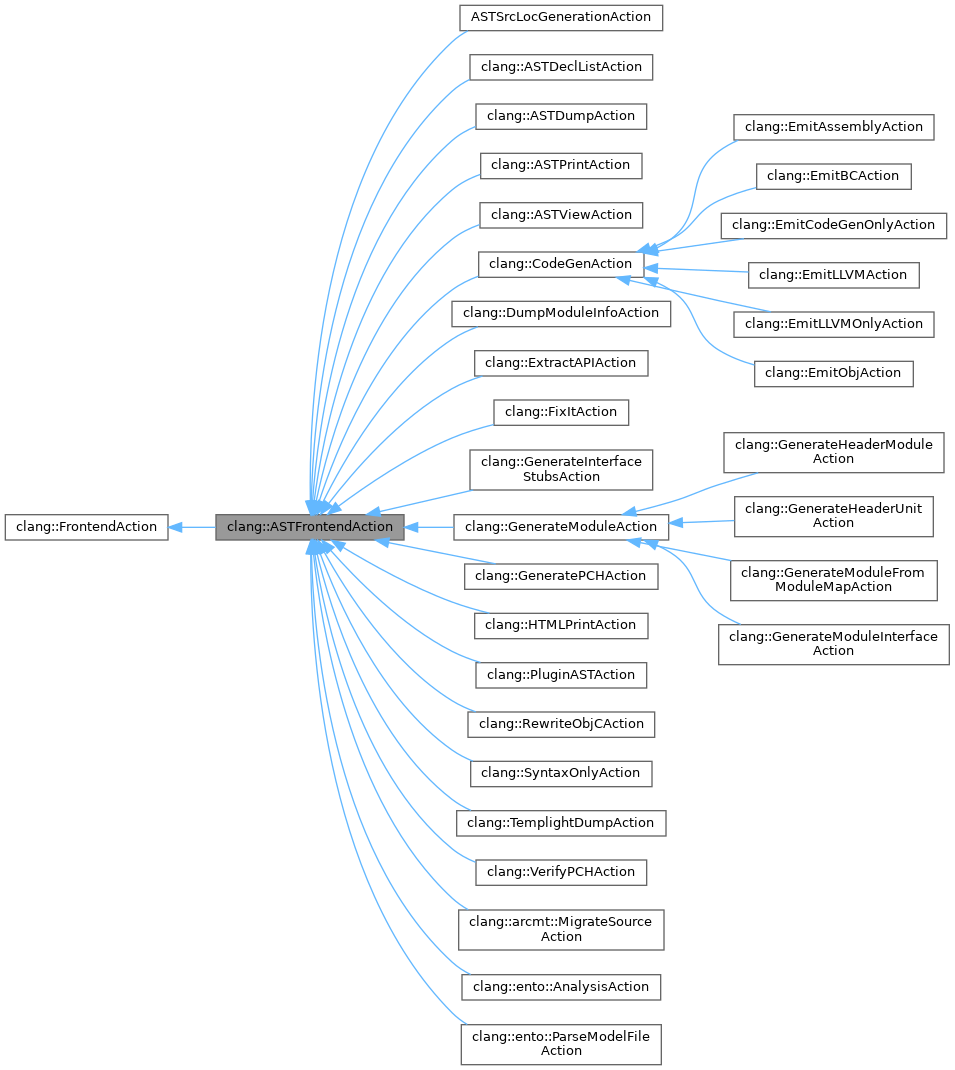 ASTSrcLocGenerationAction
clang::ASTDeclListAction
clang::ASTDumpAction
clang::ASTPrintAction
clang::ASTViewAction
clang::CodeGenAction
clang::DumpModuleInfoAction
clang::ExtractAPIAction
clang::FixItAction
clang::GenerateInterface
StubsAction
clang::FrontendAction
clang::ASTFrontendAction
clang::GenerateModuleAction
clang::GeneratePCHAction
clang::HTMLPrintAction
clang::PluginASTAction
clang::RewriteObjCAction
clang::SyntaxOnlyAction
clang::TemplightDumpAction
clang::VerifyPCHAction
clang::arcmt::MigrateSource
Action
clang::ento::AnalysisAction
clang::ento::ParseModelFile
Action
clang::EmitAssemblyAction
clang::EmitBCAction
clang::EmitCodeGenOnlyAction
clang::EmitLLVMAction
clang::EmitLLVMOnlyAction
clang::EmitObjAction
clang::GenerateHeaderModule
Action
clang::GenerateHeaderUnit
Action
clang::GenerateModuleFrom
ModuleMapAction
clang::GenerateModuleInterface
Action